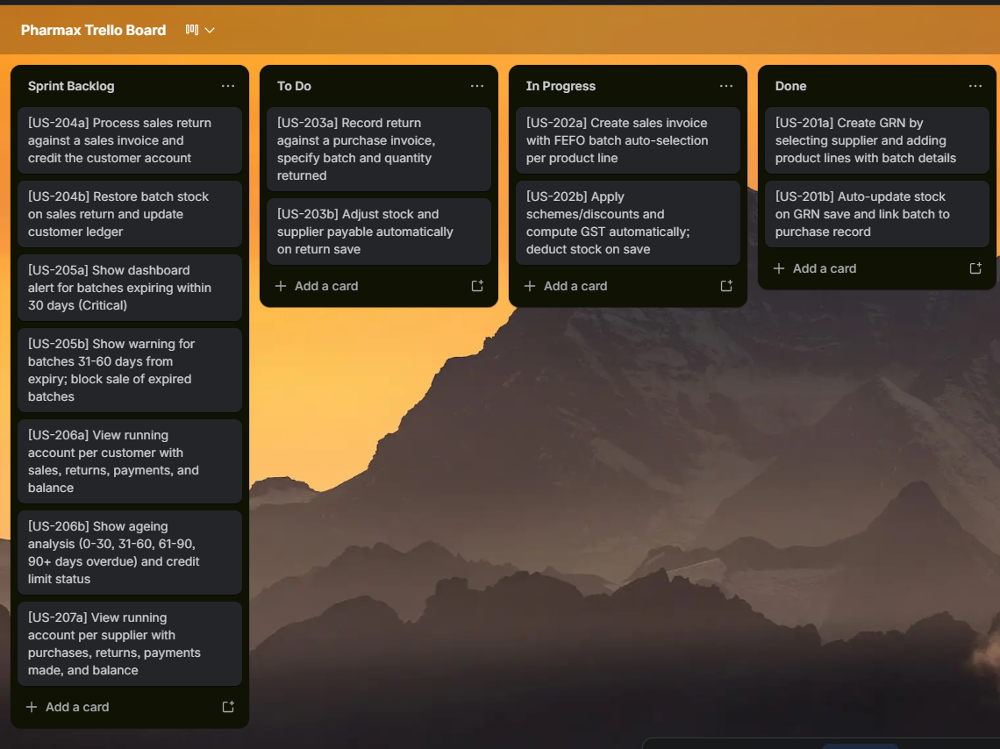 Pharmax Trello Board
Sprint Backlog
[US-204a] Process sales return
against a sales invoice and
credit the customer account
[US-204b] Restore batch stock
on sales return and update
customer ledger
[US-205a] Show dashboard
alert for batches expiring within
30 days (Critical)
[US-205b] Show warning for
batches 31-60 days from
expiry; block sale of expired
batches
[US-206a] View running
account per customer with
sales, returns, payments, and
balance
[US-206b] Show ageing
analysis (0-30, 31-60, 61-90,
90+ days overdue) and credit
limit status
[US-207a] View running
account per supplier with
purchases, returns, payments
made, and balance
Add a card
To Do
[US-203a] Record return
against a purchase invoice,
specify batch and quantity
returned
[US-203b] Adjust stock and
supplier payable automatically
on return save
Add a card
In Progress
[US-202a] Create sales invoice
with FEFO batch auto-selection
per product line
[US-202b] Apply
schemes/discounts and
compute GST automatically;
deduct stock on save
Add a card
Done
[US-201a] Create GRN by
selecting supplier and adding
product lines with batch details
[US-201b] Auto-update stock
on GRN save and link batch to
purchase record
Add a card